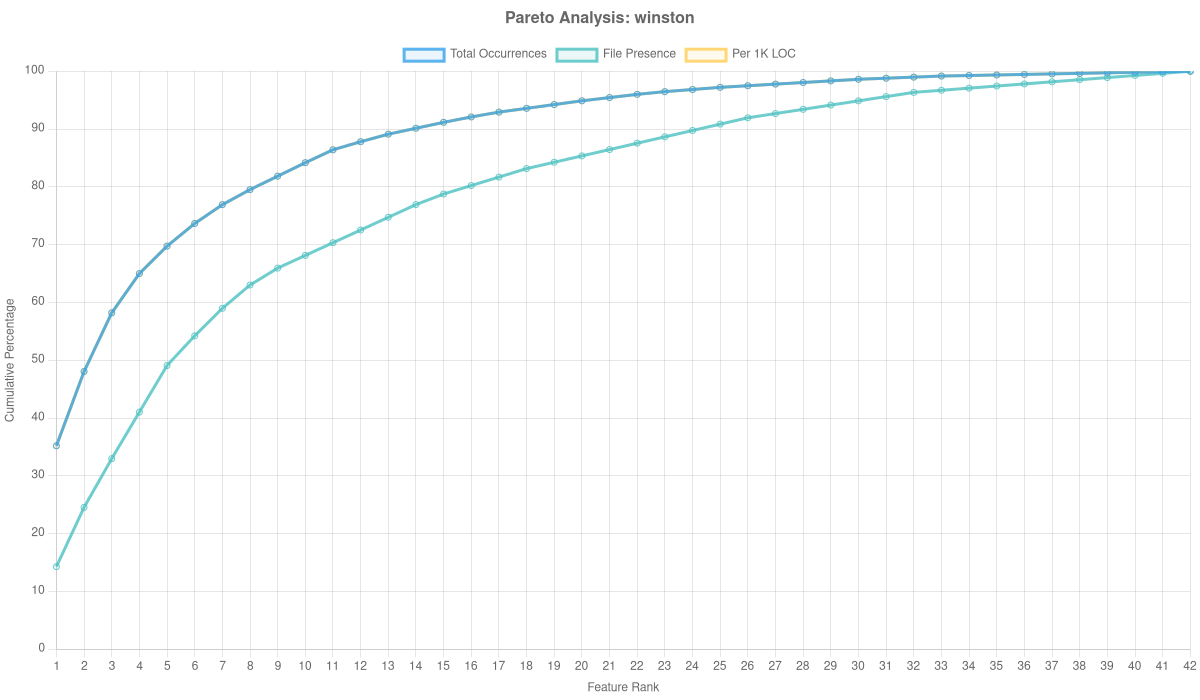 Pareto Analysis: winston
Total Occurrences File Presence Per 1K LOC
100
90
80
70
60
50
40
30
20
10
0
Cumulative Percentage
1 2 3 4 5 6 7 8 9 10 11 12 13 14 15 16 17 18 19 20 21 22 23 24 25 26 27 28 29 30 31 32 33 34 35 36 37 38 39 40 41 42
Feature Rank